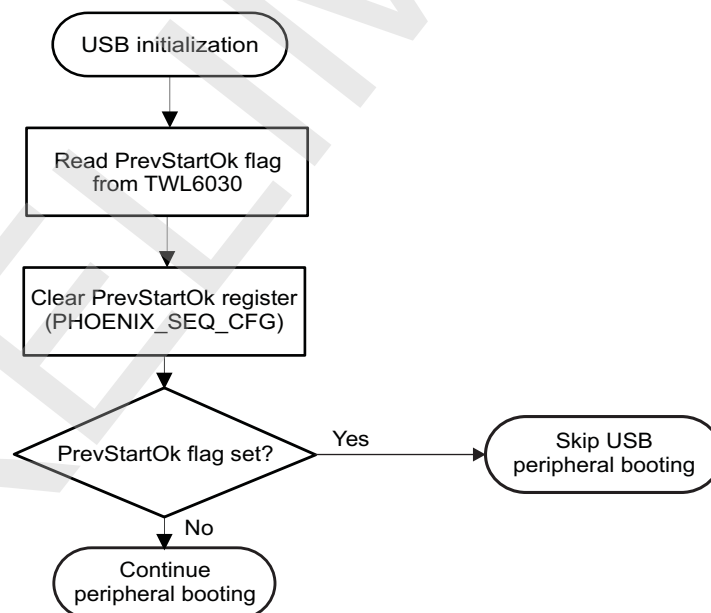 USB initialization
Read PrevStartOk flag
from TWL6030
Clear PrevStartOk register
(PHOENIX_SEQ_CFG)
PrevStartOk flag set?
Yes
Skip USB
peripheral booting
No
Continue
peripheral booting